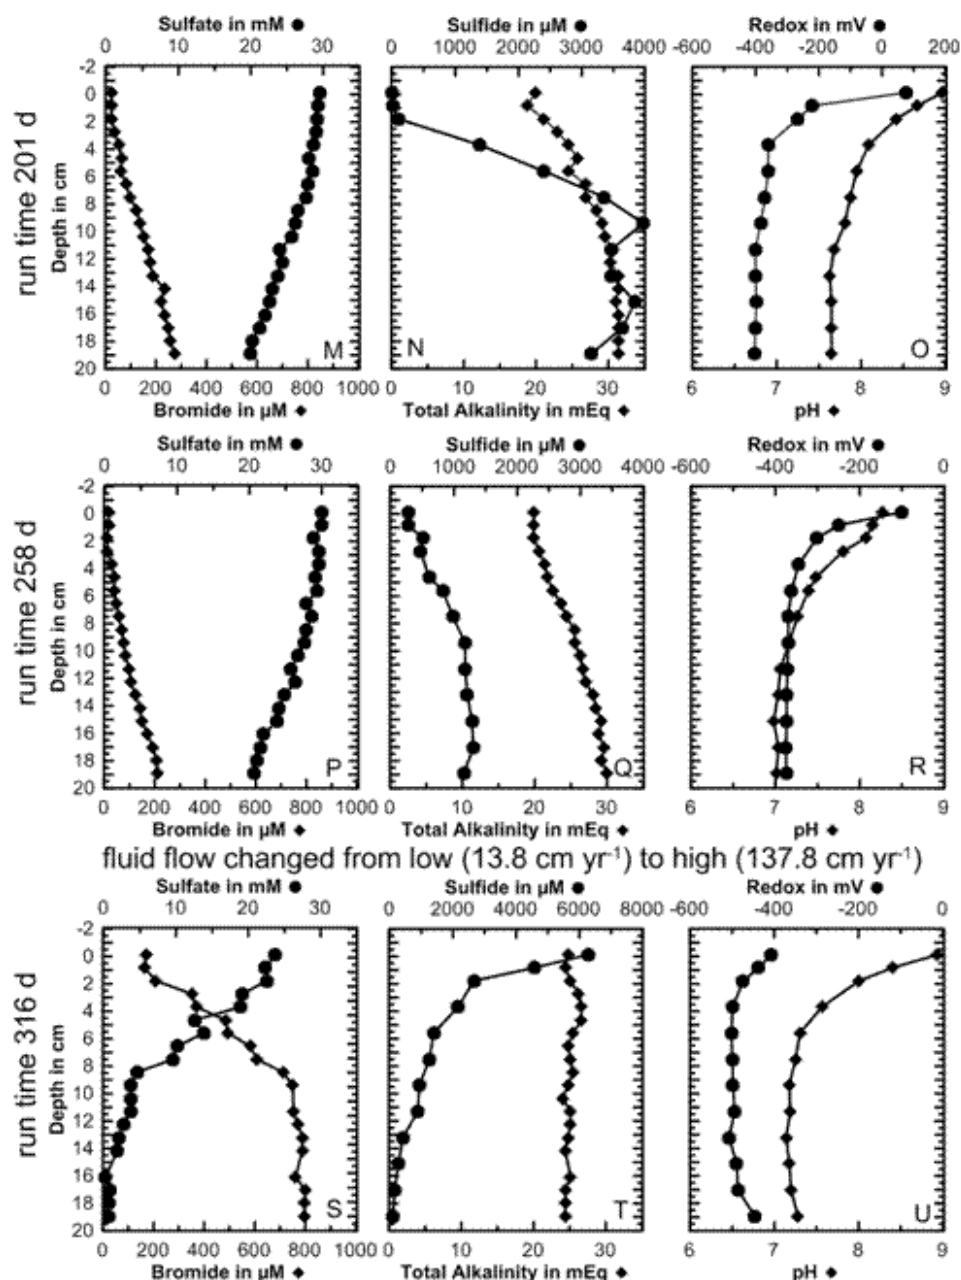 Sulfate in mM ● Sulfide in µM ● Redox in mV ●
0 10 20 30 0 1000 2000 3000 4000 -600 -400 -200 0 200
run time 201 d
Depth in cm
-2
0
2
4
6
8
10
12
14
16
18
20
M N O
0 200 400 600 800 1000 0 10 20 30 6 7 8 9
Bromide in µM ◆ Total Alkalinity in mEq ◆ pH ◆
Sulfate in mM ● Sulfide in µM ● Redox in mV ●
0 10 20 30 0 1000 2000 3000 4000 -600 -400 -200 0
run time 258 d
Depth in cm
-2
0
2
4
6
8
10
12
14
16
18
20
P Q R
0 200 400 600 800 1000 0 10 20 30 6 7 8 9
Bromide in µM ◆ Total Alkalinity in mEq ◆ pH ◆
fluid flow changed from low (13.8 cm yr⁻¹) to high (137.8 cm yr⁻¹)
Sulfate in mM ● Sulfide in µM ● Redox in mV ●
0 10 20 30 0 2000 4000 6000 8000 -600 -400 -200 0
run time 316 d
Depth in cm
-2
0
2
4
6
8
10
12
14
16
18
20
S T U
0 200 400 600 800 1000 0 10 20 30 6 7 8 9
Bromide in µM ◆ Total Alkalinity in mEq ◆ pH ◆